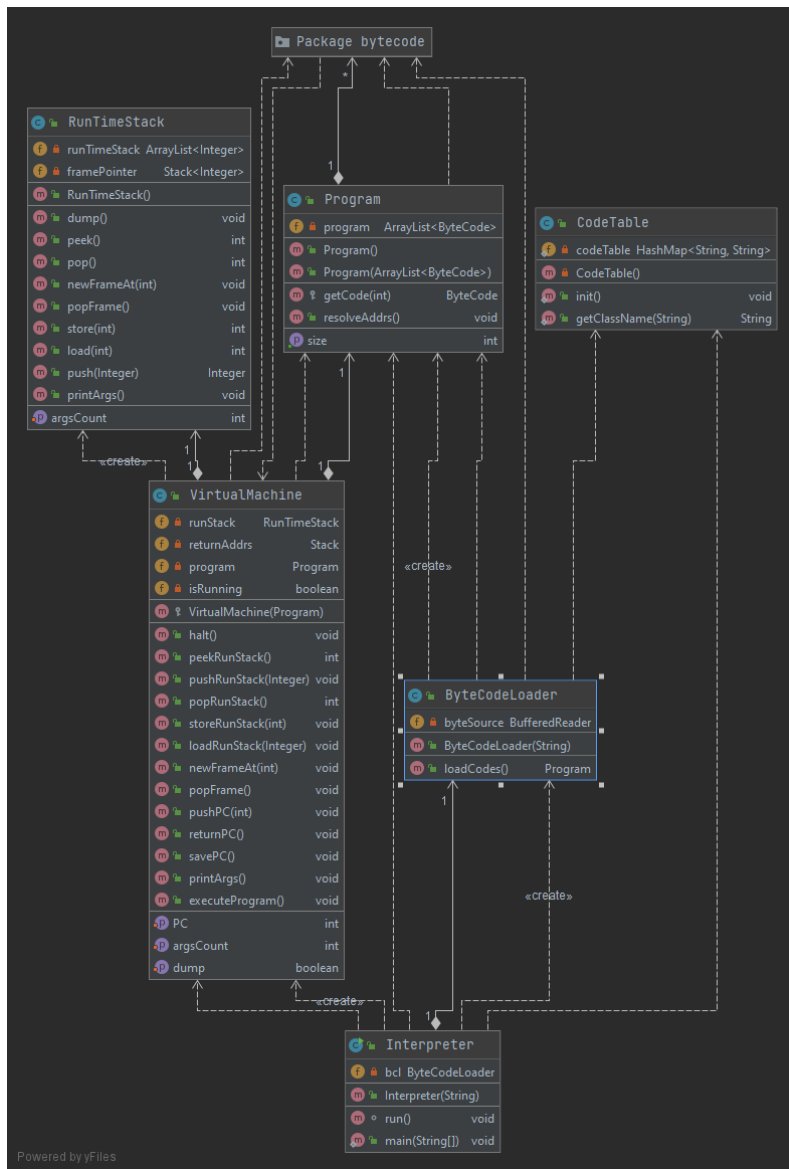 Package bytecode
*
RunTimeStack
runTimeStack ArrayList<Integer>
framePointer Stack<Integer>
RunTimeStack()
dump() void
peek() int
pop() int
newFrameAt(int) void
popFrame() void
store(int) int
load(int) int
push(Integer) Integer
printArgs() void
argsCount int
1
Program
program ArrayList<ByteCode>
Program()
Program(ArrayList<ByteCode>)
getCode(int) ByteCode
resolveAddrs() void
size int
CodeTable
codeTable HashMap<String, String>
CodeTable()
init() void
getClassName(String) String
1
«create»
1
1
1
VirtualMachine
runStack RunTimeStack
returnAddrs Stack
program Program
isRunning boolean
VirtualMachine(Program)
halt() void
peekRunStack() int
pushRunStack(Integer) void
popRunStack() int
storeRunStack(int) void
loadRunStack(Integer) void
newFrameAt(int) void
popFrame() void
pushPC(int) void
returnPC() void
savePC() void
printArgs() void
executeProgram() void
PC int
argsCount int
dump boolean
«create»
ByteCodeLoader
byteSource BufferedReader
ByteCodeLoader(String)
loadCodes() Program
1
«create»
«create»
1
Interpreter
bcl ByteCodeLoader
Interpreter(String)
run() void
main(String[]) void
Powered by yFiles